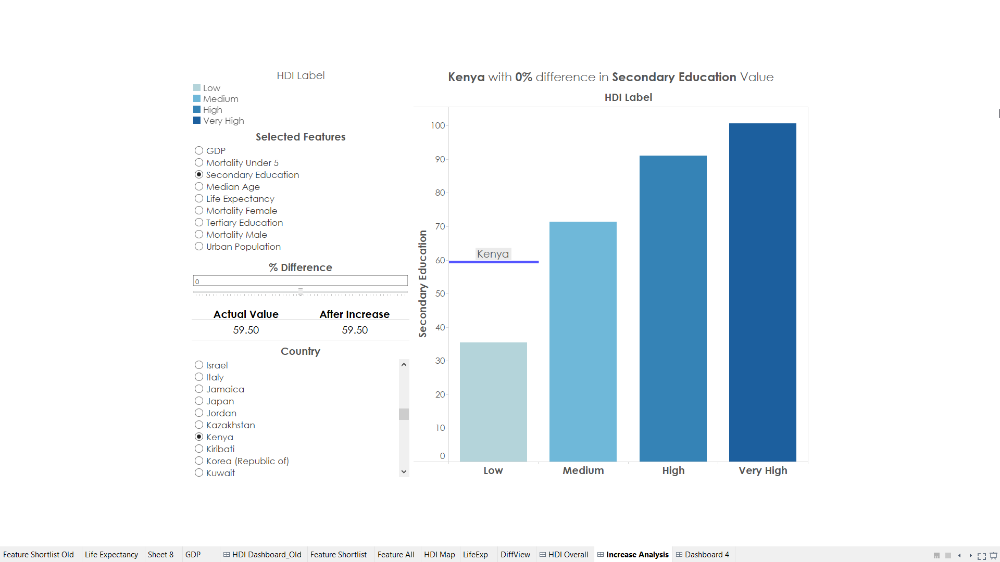 HDI Label
Low
Medium
High
Very High
Selected Features
GDP
Mortality Under 5
Secondary Education
Median Age
Life Expectancy
Mortality Female
Tertiary Education
Mortality Male
Urban Population
% Difference
0
Actual Value After Increase
59.50 59.50
Country
Israel
Italy
Jamaica
Japan
Jordan
Kazakhstan
Kenya
Kiribati
Korea (Republic of)
Kuwait
Kenya with 0% difference in Secondary Education Value
HDI Label
Secondary Education
100
90
80
70
60
50
40
30
20
10
0
Kenya
Low Medium High Very High
Feature Shortlist Old Life Expectancy Sheet 8 GDP HDI Dashboard_Old Feature Shortlist Feature All HDI Map LifeExp DiffView HDI Overall Increase Analysis Dashboard 4